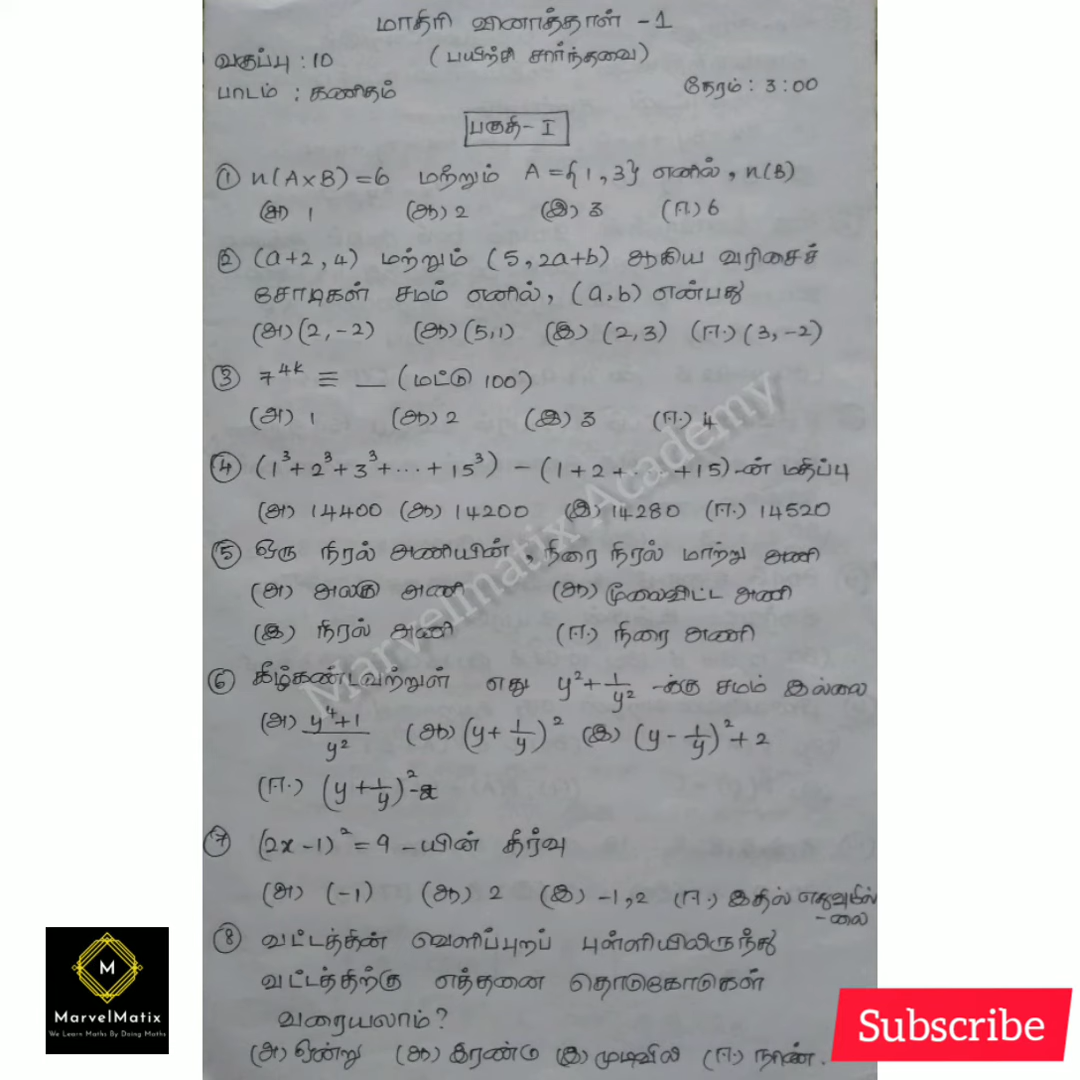 மாதிரி வினாத்தாள் -1
வகுப்பு : 10 (பயிற்சி சார்ந்தவை)
பாடம் : கணிதம் நேரம் : 3:00
பகுதி - I
① n(A×B)=6 மற்றும் A={1,3} எனில், n(B)
(அ) 1 (ஆ) 2 (இ) 3 (ஈ) 6
② (a+2,4) மற்றும் (5,2a+b) ஆகிய வரிசைச்
சோடிகள் சமம் எனில், (a,b) என்பது
(அ) (2,-2) (ஆ) (5,1) (இ) (2,3) (ஈ.) (3,-2)
③ 7^4k ≡ __ (மட்டு 100)
(அ) 1 (ஆ) 2 (இ) 3 (ஈ.) 4
④ (1³+2³+3³+...+15³) - (1+2+...+15)-ன் மதிப்பு
(அ) 14400 (ஆ) 14200 (இ) 14280 (ஈ.) 14520
⑤ ஒரு நிரல் அணியின், நிரை நிரல் மாற்று அணி
(அ) அலகு அணி (ஆ) மூலைவிட்ட அணி
(இ) நிரல் அணி (ஈ.) நிரை அணி
⑥ கீழ்கண்டவற்றுள் எது y²+1/y² -க்கு சமம் இல்லை
(அ) y⁴+1/y² (ஆ) (y+1/y)² (இ) (y-1/y)²+2
(ஈ.) (y+1/y)²-2
⑦ (2x-1)²=9 -யின் தீர்வு
(அ) (-1) (ஆ) 2 (இ) -1,2 (ஈ.) இதில் எதுவுமில்
-லை
⑧ வட்டத்தின் வெளிப்புறப் புள்ளியிலிருந்து
வட்டத்திற்கு எத்தனை தொடுகோடுகள்
வரையலாம்?
(அ) ஒன்று (ஆ) இரண்டு (இ) முடிவிலி (ஈ.)
Marvelmatix Academy
M
MarvelMatix
We Learn Maths By Doing Maths
Subscribe